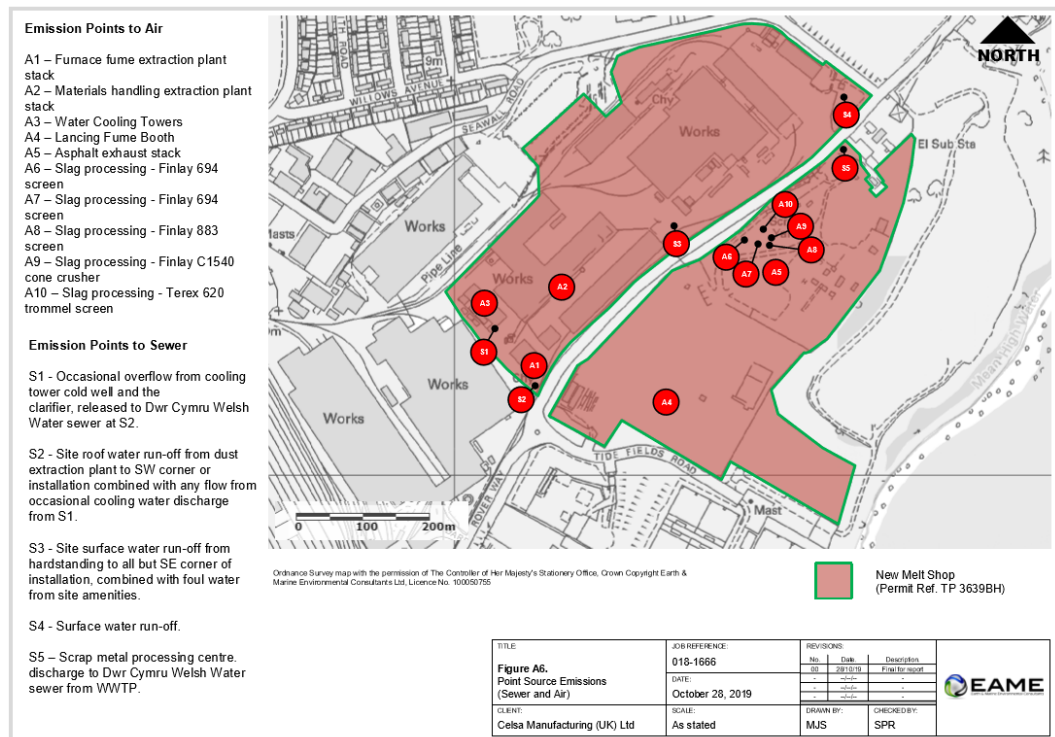 Emission Points to Air
A1 – Furnace fume extraction plant
stack
A2 – Materials handling extraction plant
stack
A3 – Water Cooling Towers
A4 – Lancing Fume Booth
A5 – Asphalt exhaust stack
A6 – Slag processing - Finlay 694
screen
A7 – Slag processing - Finlay 694
screen
A8 – Slag processing - Finlay 883
screen
A9 – Slag processing - Finlay C1540
cone crusher
A10 – Slag processing - Terex 620
trommel screen
Emission Points to Sewer
S1 - Occasional overflow from cooling
tower cold well and the
clarifier, released to Dwr Cymru Welsh
Water sewer at S2.
S2 - Site roof water run-off from dust
extraction plant to SW corner or
installation combined with any flow from
occasional cooling water discharge
from S1.
S3 - Site surface water run-off from
hardstanding to all but SE corner of
installation, combined with foul water
from site amenities.
S4 - Surface water run-off.
S5 – Scrap metal processing centre.
discharge to Dwr Cymru Welsh Water
sewer from WWTP.
NORTH
TH ROAD
9m
WILLOWS AVENUE
SEAWALL ROAD
Chy
Works
S4
El Sub Sta
S5
A10
A9
A8
S3
A6
A7
A5
Works
Masts
Pipe Line
Works
A2
A3
S1
A1
S2
Works
Works
A4
Mean High Water
TIDE FIELDS ROAD
ROVER WAY
Mast
0 100 200m
Ordnance Survey map with the permission of The Controller of Her Majesty's Stationery Office, Crown Copyright Earth &
Marine Environmental Consultants Ltd, Licence No. 100050755
New Melt Shop
(Permit Ref. TP 3639BH)
TITLE:
Figure A6.
Point Source Emissions
(Sewer and Air)
CLIENT:
Celsa Manufacturing (UK) Ltd
JOB REFERENCE:
018-1666
DATE:
October 28, 2019
SCALE:
As stated
REVISIONS:
No. Date. Description.
00 28/10/19 Final for report
- --/--/-- -
- --/--/-- -
- --/--/-- -
DRAWN BY:
MJS
CHECKED BY:
SPR
EAME